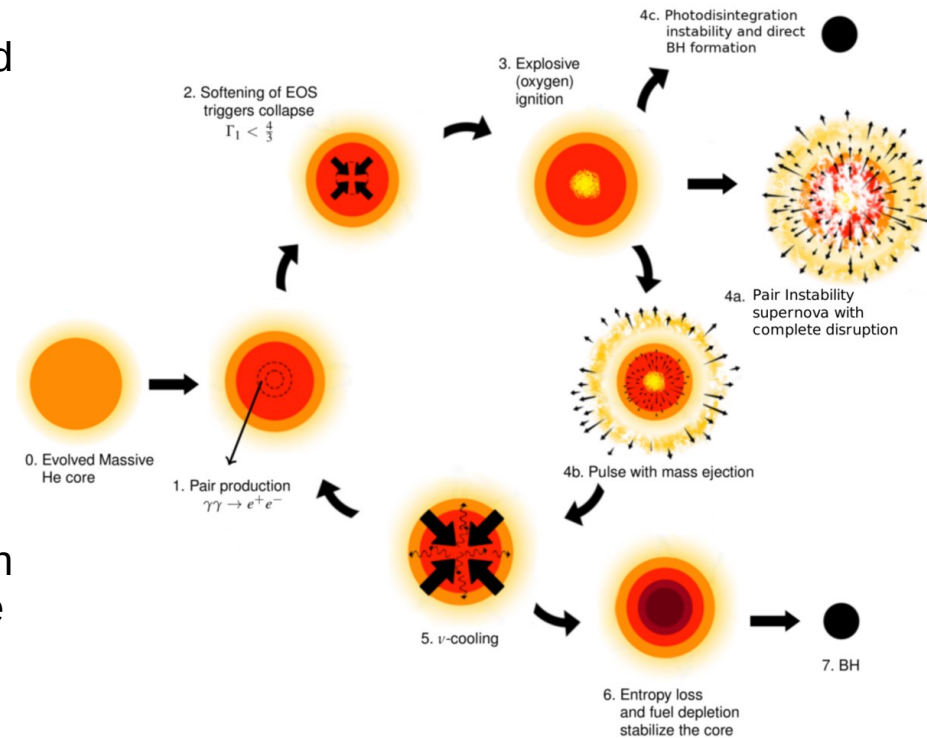 d
4c. Photodisintegration
instability and direct
BH formation
3. Explosive
(oxygen)
ignition
2. Softening of EOS
triggers collapse
Γ₁ < 4/3
4a. Pair Instability
supernova with
complete disruption
0. Evolved Massive
He core
1. Pair production
γγ → e⁺e⁻
4b. Pulse with mass ejection
n
e
5. ν-cooling
7. BH
6. Entropy loss
and fuel depletion
stabilize the core